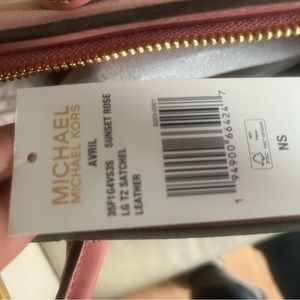 MICHAEL
MICHAEL KORS
AVRIL
35F1G4VS3S SUNSET ROSE
LG TZ SATCHEL
LEATHER
1 94900 66424 7
NS